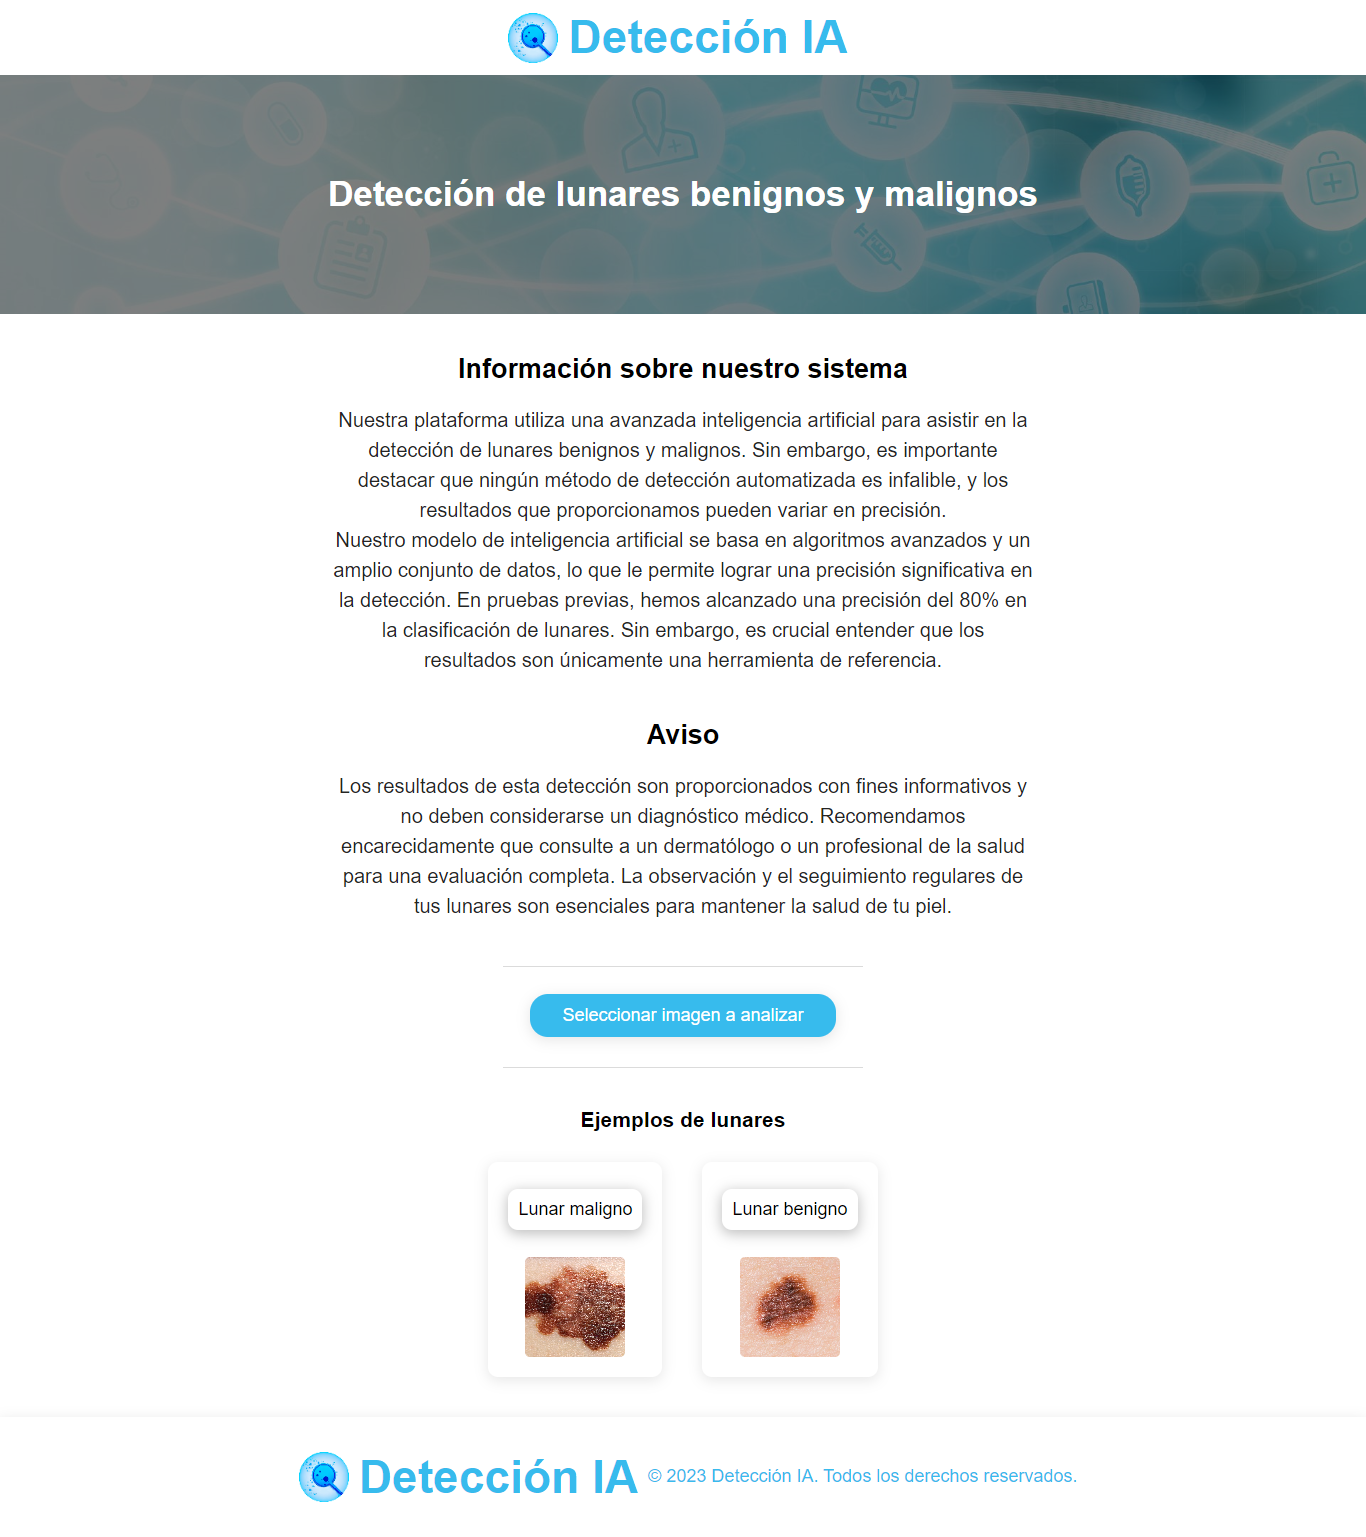 Detección IA
Detección de lunares benignos y malignos
Información sobre nuestro sistema
Nuestra plataforma utiliza una avanzada inteligencia artificial para asistir en la
detección de lunares benignos y malignos. Sin embargo, es importante
destacar que ningún método de detección automatizada es infalible, y los
resultados que proporcionamos pueden variar en precisión.
Nuestro modelo de inteligencia artificial se basa en algoritmos avanzados y un
amplio conjunto de datos, lo que le permite lograr una precisión significativa en
la detección. En pruebas previas, hemos alcanzado una precisión del 80% en
la clasificación de lunares. Sin embargo, es crucial entender que los
resultados son únicamente una herramienta de referencia.
Aviso
Los resultados de esta detección son proporcionados con fines informativos y
no deben considerarse un diagnóstico médico. Recomendamos
encarecidamente que consulte a un dermatólogo o un profesional de la salud
para una evaluación completa. La observación y el seguimiento regulares de
tus lunares son esenciales para mantener la salud de tu piel.
Seleccionar imagen a analizar
Ejemplos de lunares
Lunar maligno
Lunar benigno
Detección IA © 2023 Detección IA. Todos los derechos reservados.